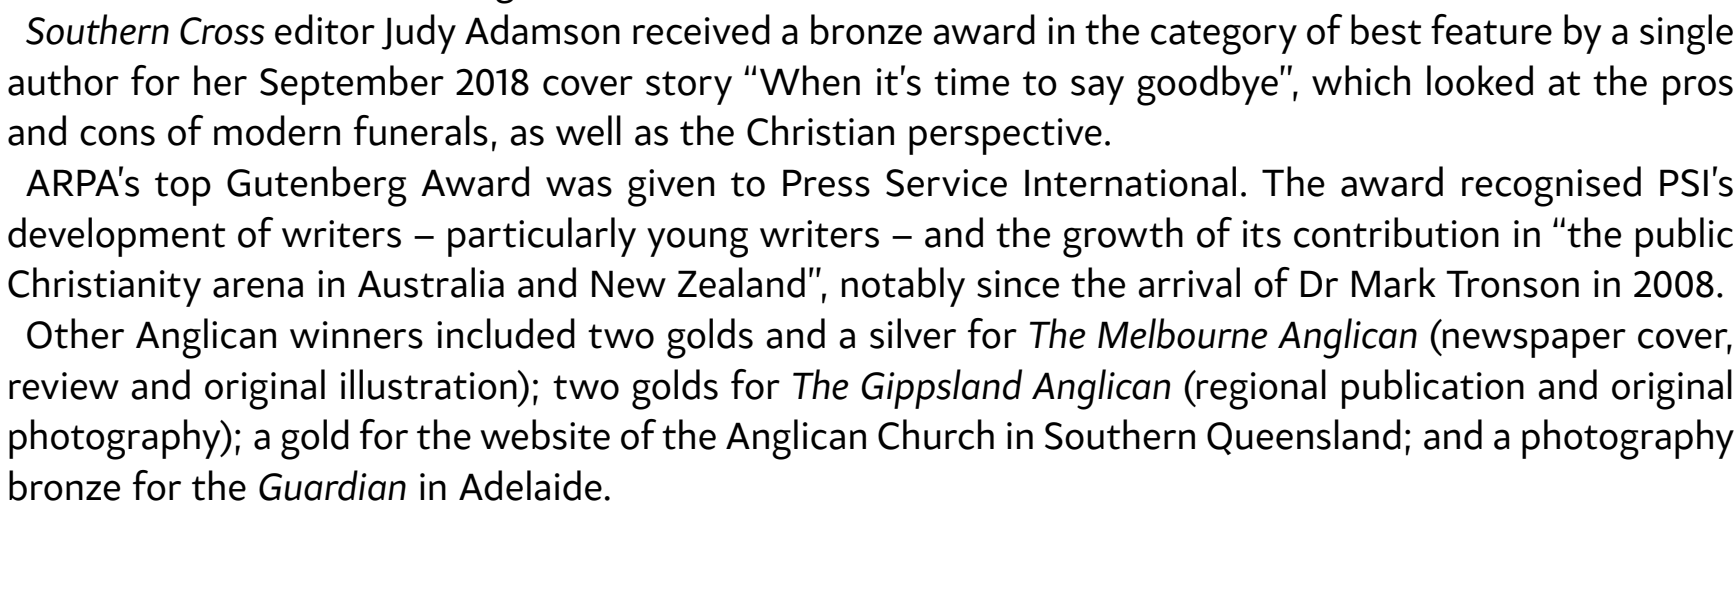 Southern Cross editor Judy Adamson received a bronze award in the category of best feature by a single
author for her September 2018 cover story “When it’s time to say goodbye”, which looked at the pros
and cons of modern funerals, as well as the Christian perspective.
ARPA’s top Gutenberg Award was given to Press Service International. The award recognised PSI’s
development of writers – particularly young writers – and the growth of its contribution in “the public
Christianity arena in Australia and New Zealand”, notably since the arrival of Dr Mark Tronson in 2008.
Other Anglican winners included two golds and a silver for The Melbourne Anglican (newspaper cover,
review and original illustration); two golds for The Gippsland Anglican (regional publication and original
photography); a gold for the website of the Anglican Church in Southern Queensland; and a photography
bronze for the Guardian in Adelaide.